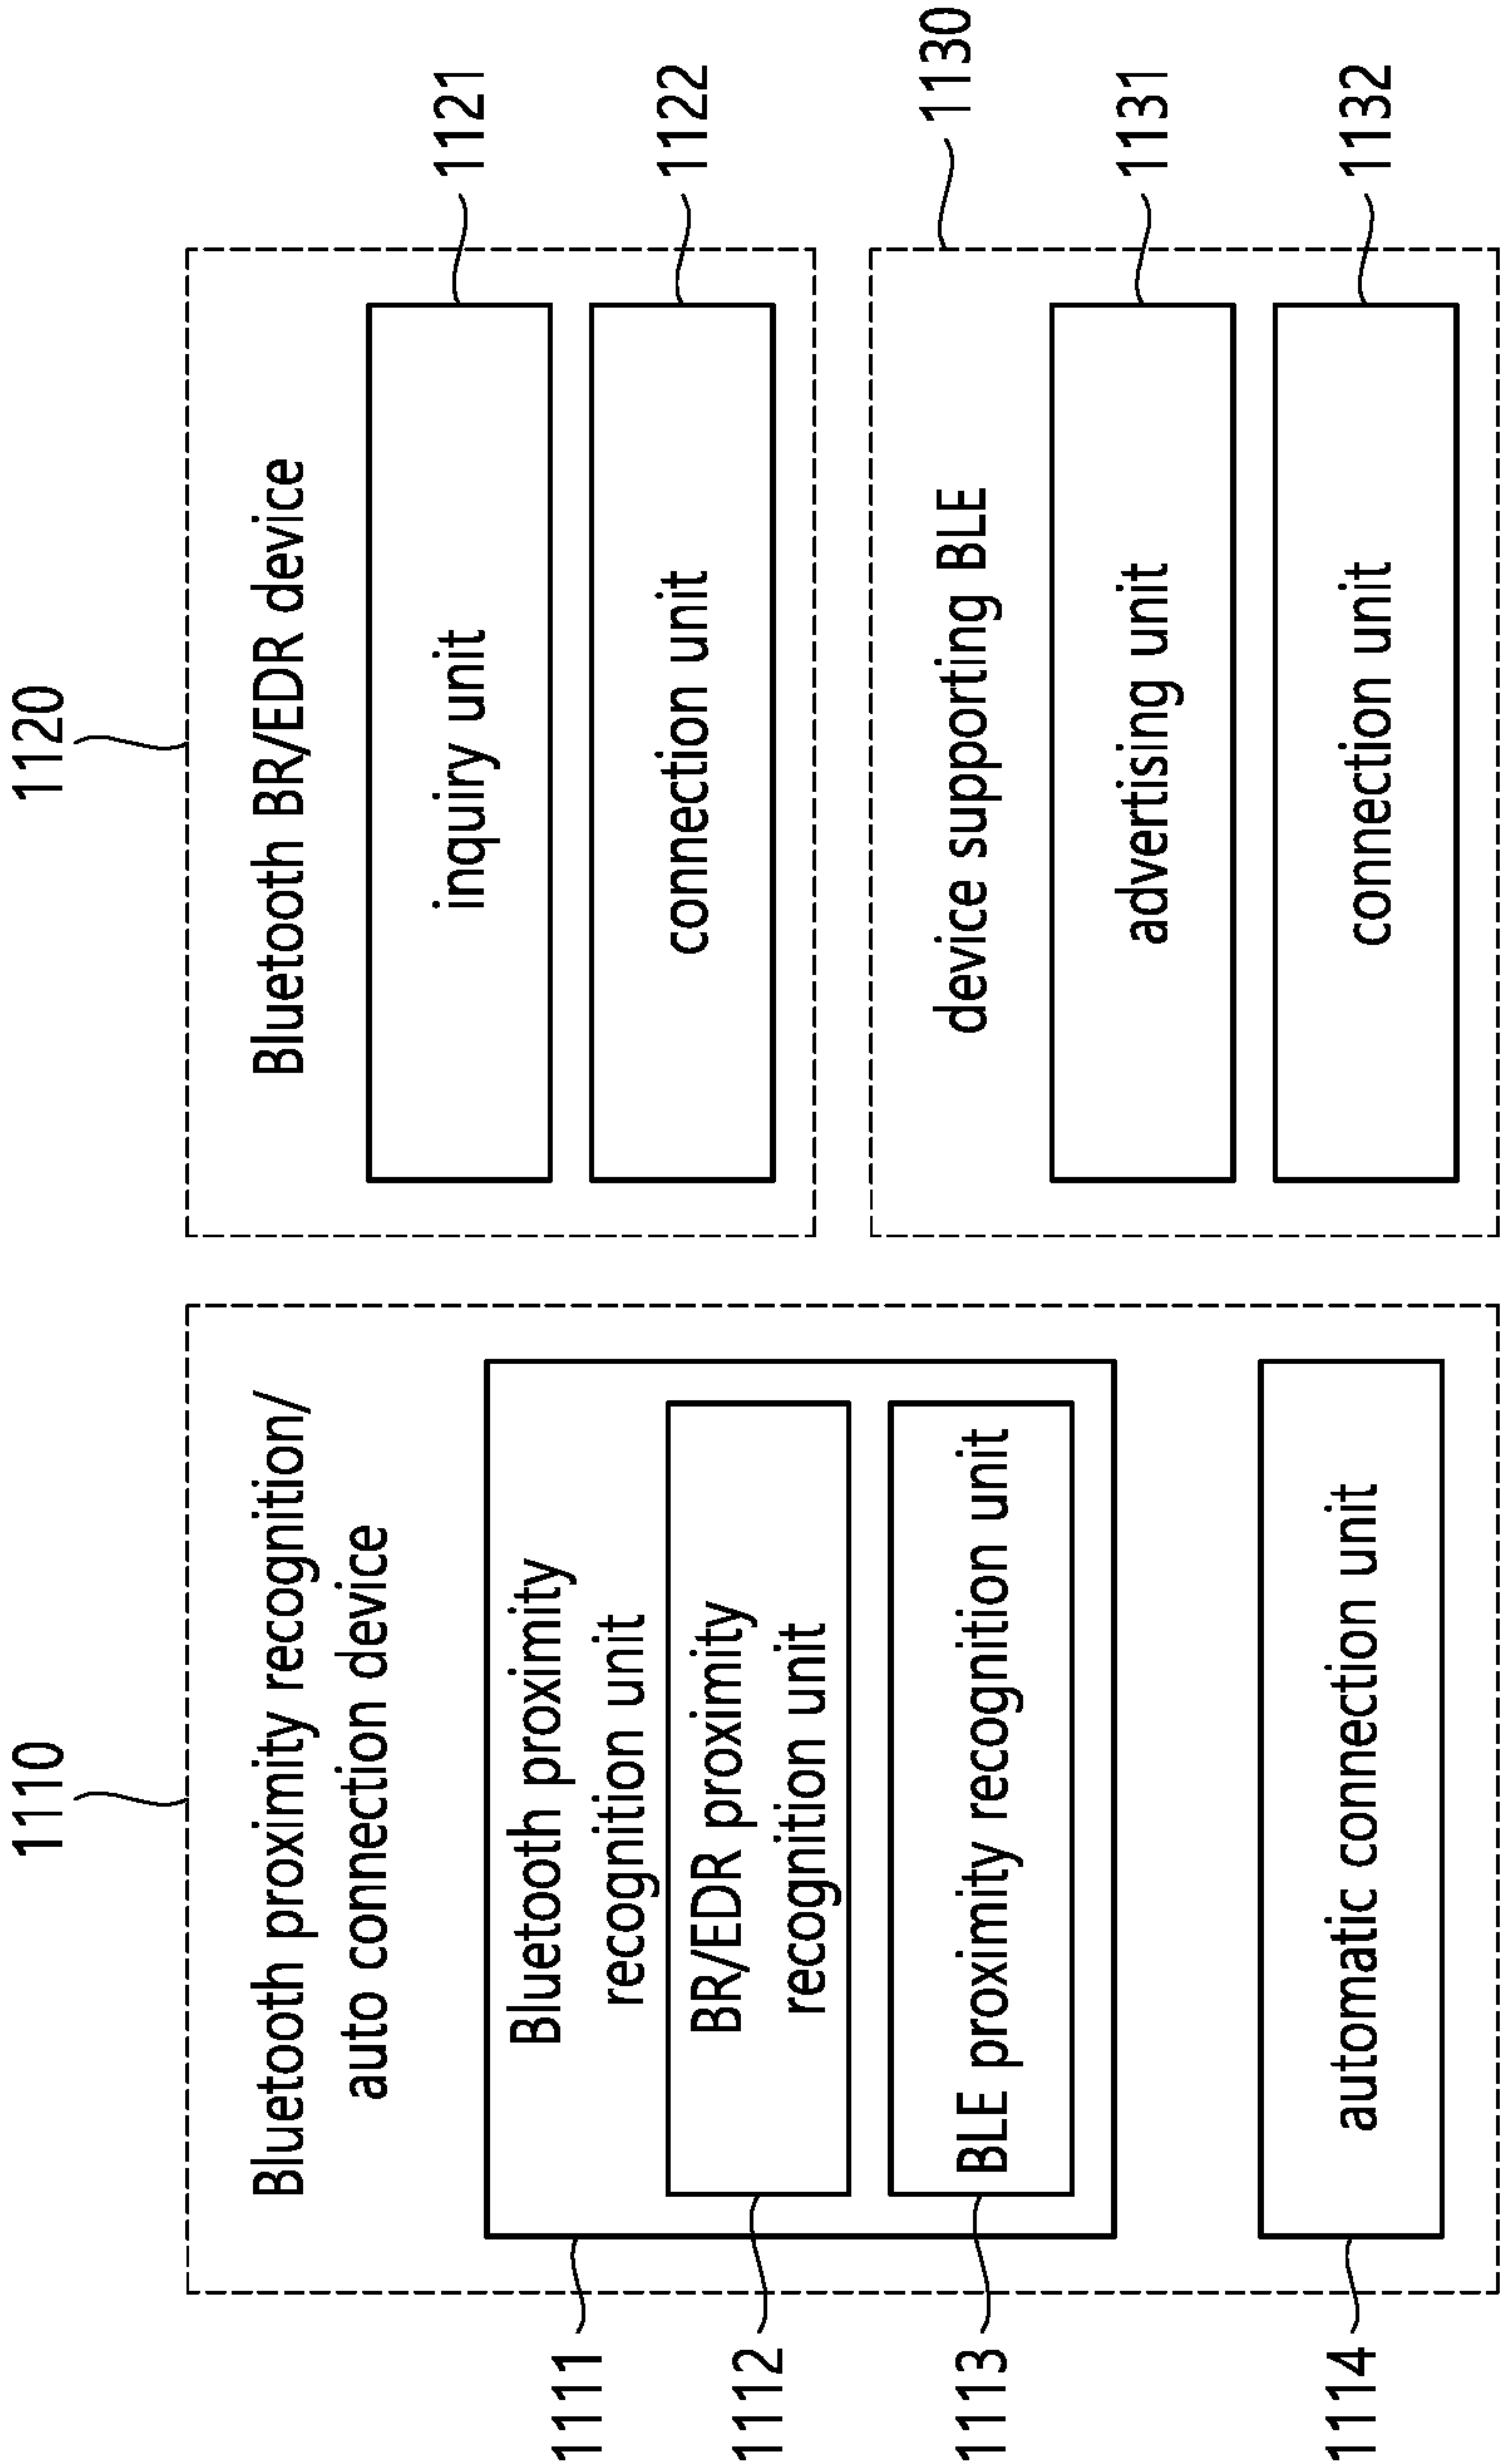 1110
Bluetooth proximity recognition/
auto connection device
1111
Bluetooth proximity
recognition unit
1112
BR/EDR proximity
recognition unit
1113
BLE proximity recognition unit
1114
automatic connection unit
1120
Bluetooth BR/EDR device
inquiry unit
1121
connection unit
1122
1130
device supporting BLE
advertising unit
1131
connection unit
1132